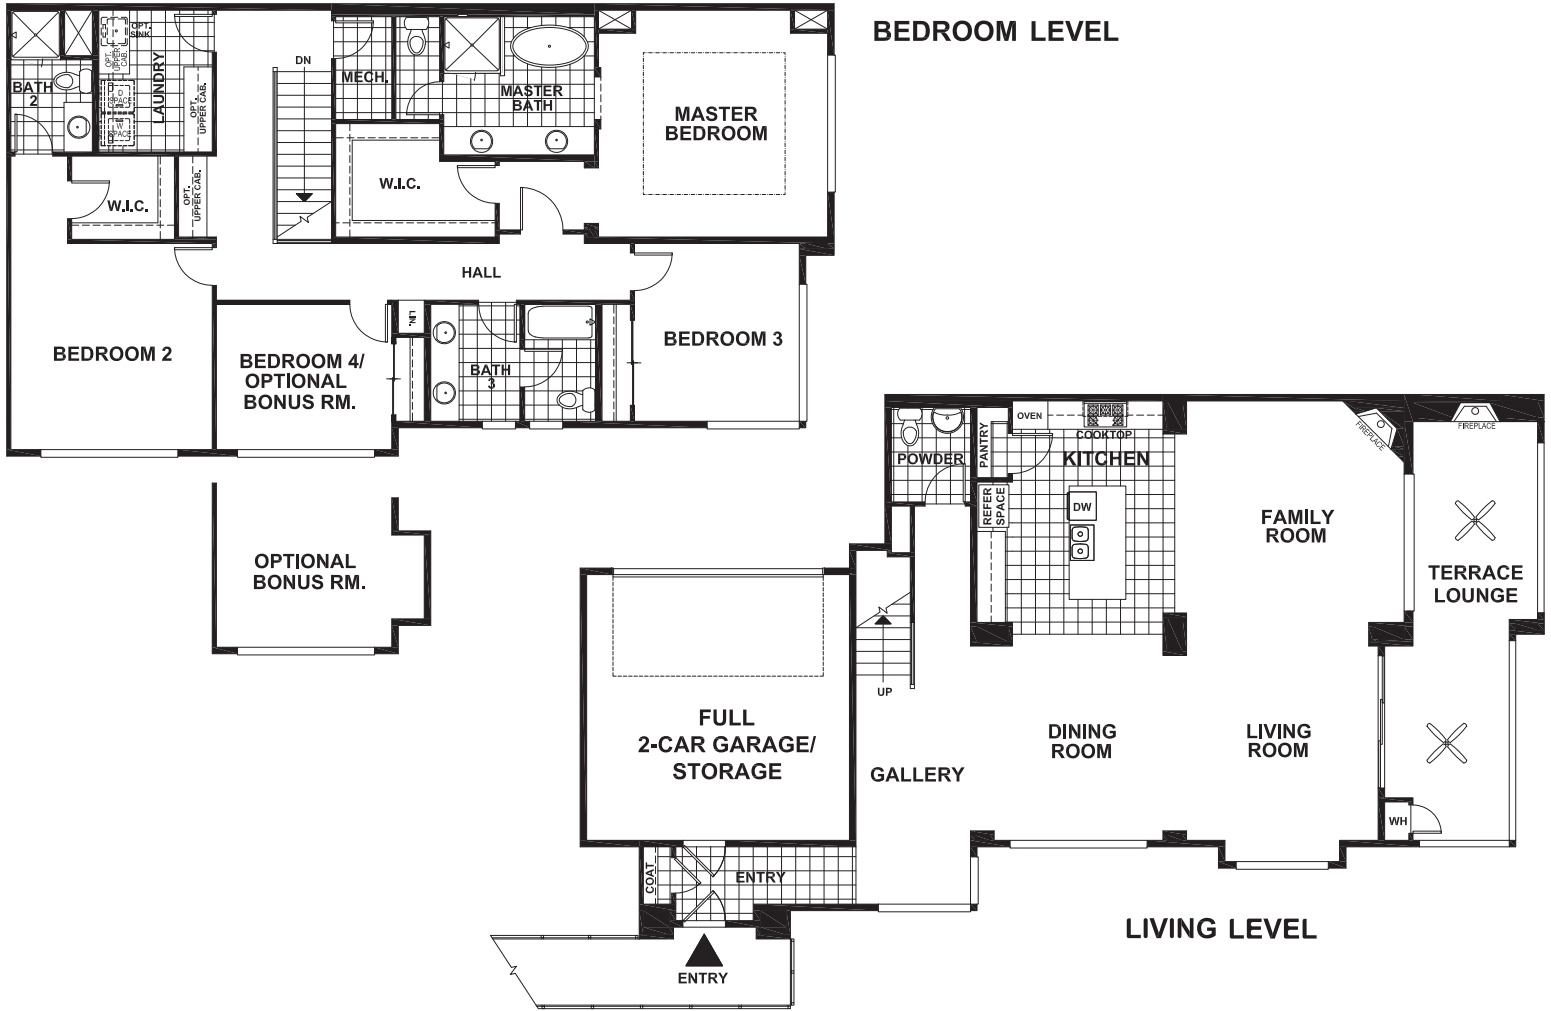 BEDROOM LEVEL
OPT.
SINK
OPT.
UPPER
CAB.
LAUNDRY
D
SPACE
W
SPACE
OPT.
UPPER CAB.
BATH
2
W.I.C.
OPT.
UPPER CAB.
DN
MECH.
MASTER
BATH
W.I.C.
MASTER
BEDROOM
HALL
BEDROOM 2
BEDROOM 4/
OPTIONAL
BONUS RM.
LIN.
BATH
3
BEDROOM 3
OPTIONAL
BONUS RM.
POWDER
PANTRY
OVEN
COOKTOP
KITCHEN
REFER
SPACE
DW
FIREPLACE
FIREPLACE
FAMILY
ROOM
TERRACE
LOUNGE
UP
FULL
2-CAR GARAGE/
STORAGE
GALLERY
DINING
ROOM
LIVING
ROOM
WH
COAT
ENTRY
ENTRY
LIVING LEVEL